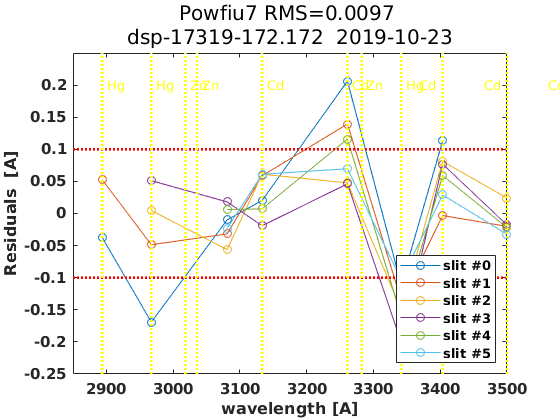 Powfiu7 RMS=0.0097
dsp-17319-172.172 2019-10-23
Hg Hg Zn Zn Cd Cd Zn Hg Cd Cd
0.2
0.15
0.1
0.05
0
-0.05
-0.1
-0.15
-0.2
-0.25
Residuals [A]
slit #0
slit #1
slit #2
slit #3
slit #4
slit #5
2900 3000 3100 3200 3300 3400 3500
wavelength [A]